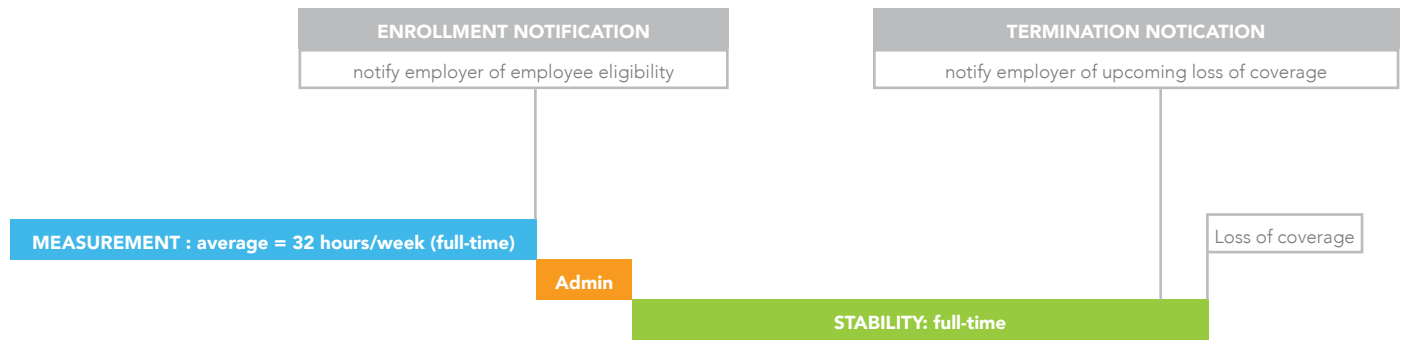 ENROLLMENT NOTIFICATION
notify employer of employee eligibility
TERMINATION NOTICATION
notify employer of upcoming loss of coverage
MEASUREMENT : average = 32 hours/week (full-time)
Loss of coverage
Admin
STABILITY: full-time